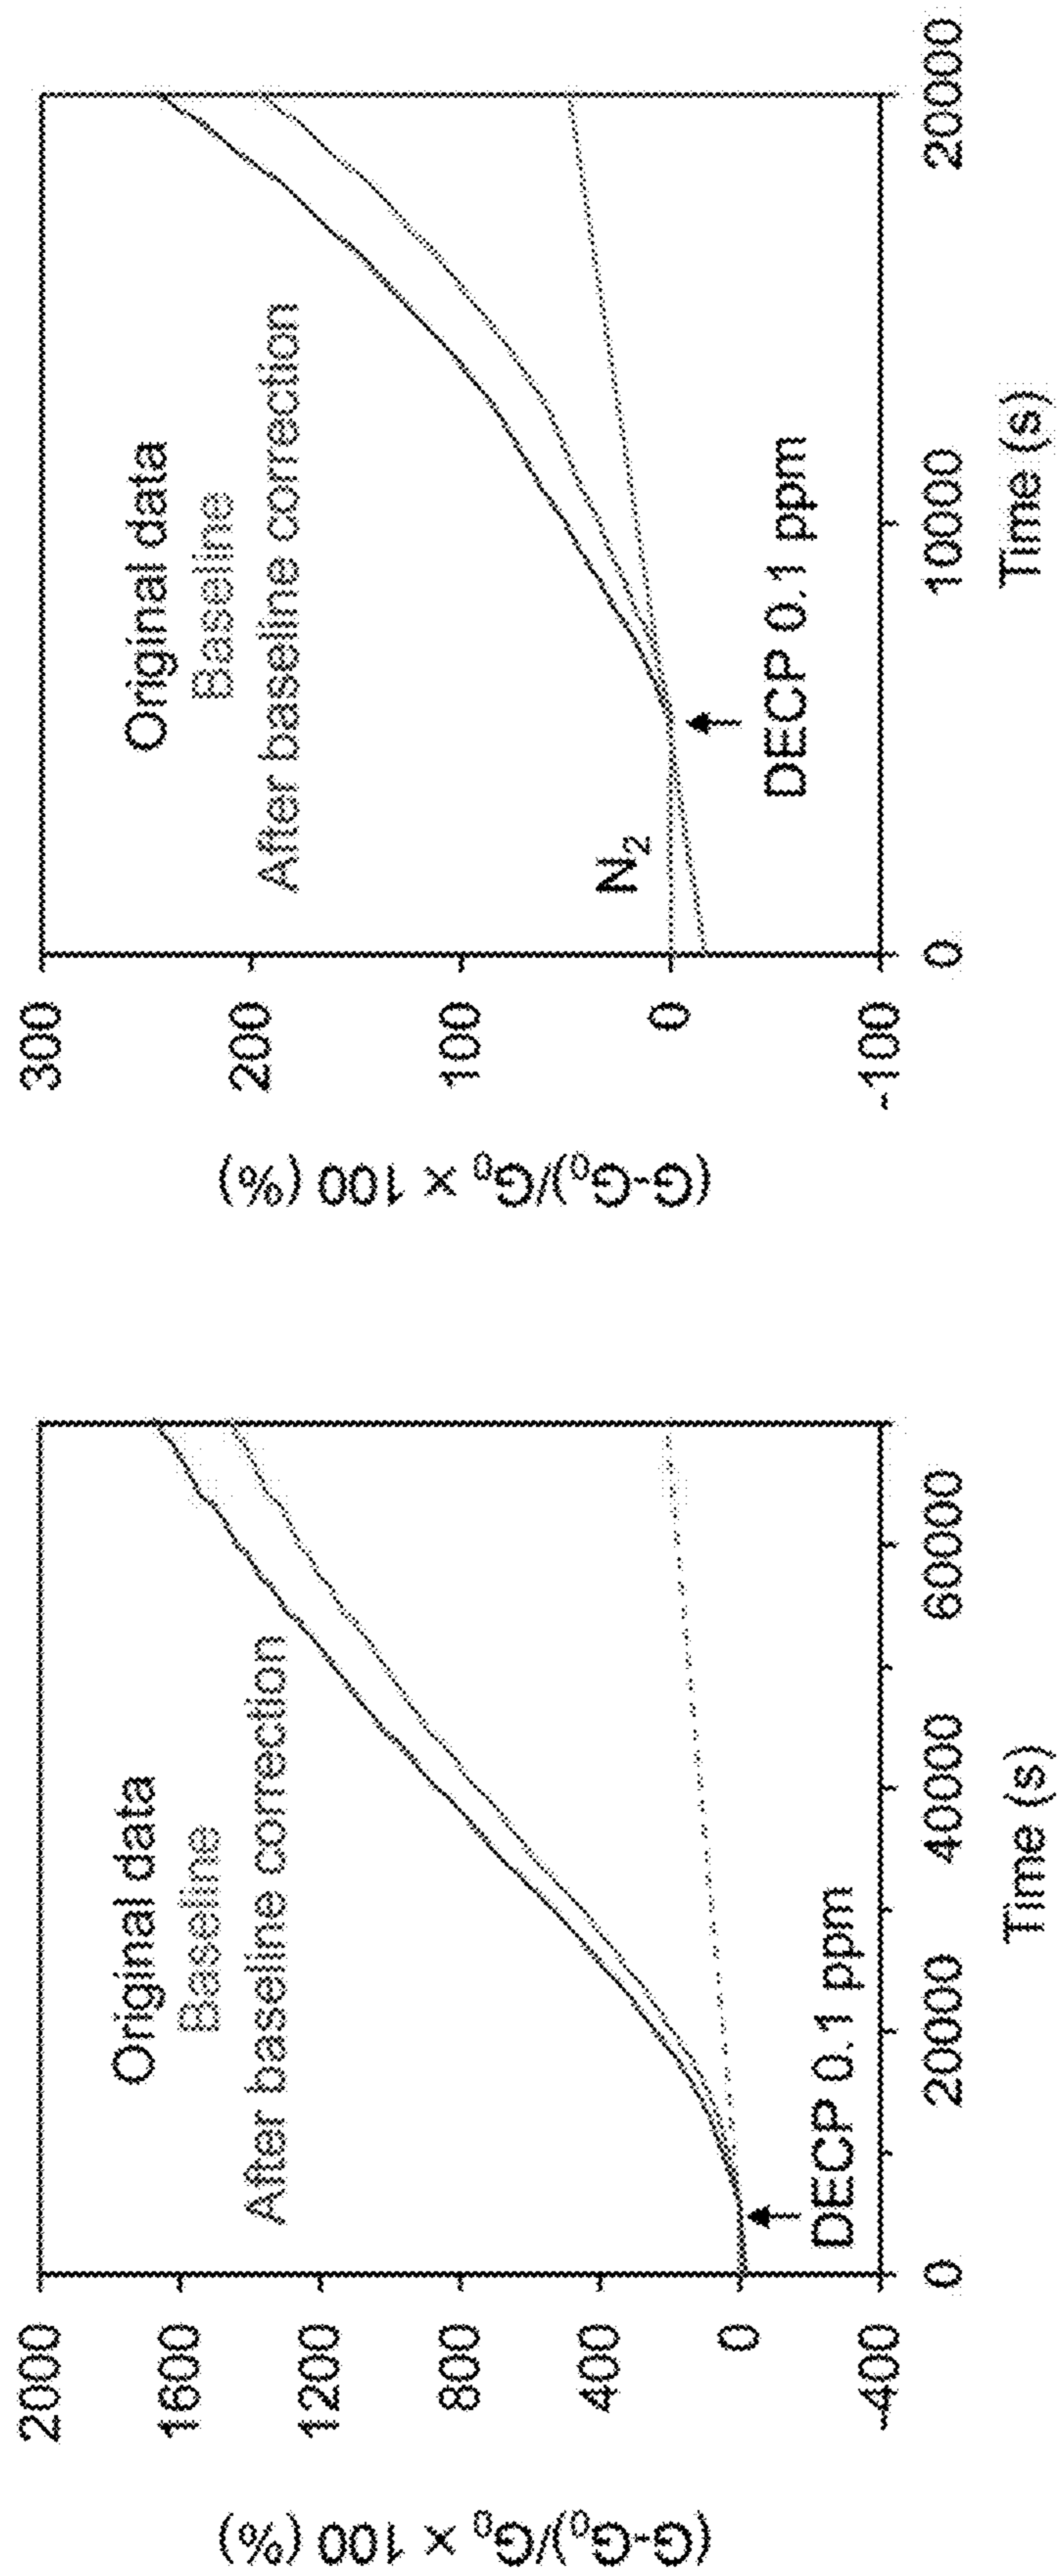 (G-G₀)/G₀ × 100 (%)
2000
1600
1200
800
400
0
-400
Original data
Baseline
After baseline correction
DECP 0.1 ppm
0
20000
40000
60000
Time (s)
(G-G₀)/G₀ × 100 (%)
300
200
100
0
-100
Original data
Baseline
After baseline correction
N₂
DECP 0.1 ppm
0
10000
20000
Time (s)